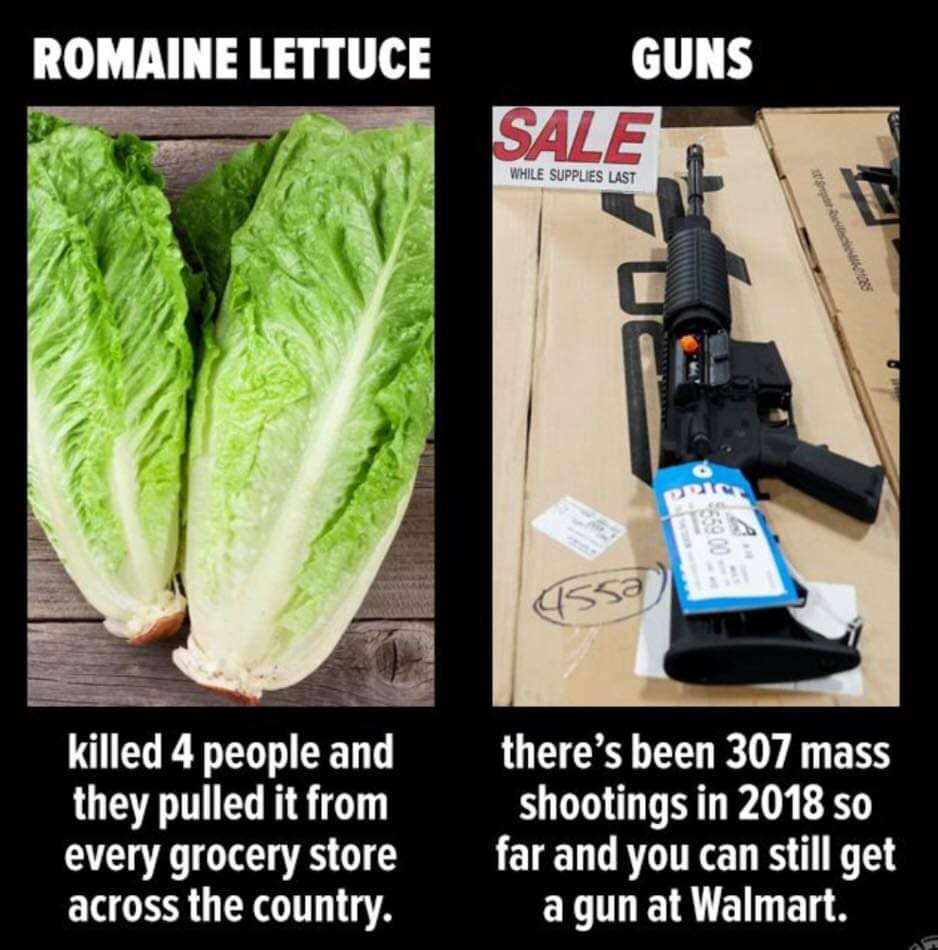 ROMAINE LETTUCE
GUNS
SALE
WHILE SUPPLIES LAST
PRICE
$559.00
4552
killed 4 people and
they pulled it from
every grocery store
across the country.
there's been 307 mass
shootings in 2018 so
far and you can still get
a gun at Walmart.